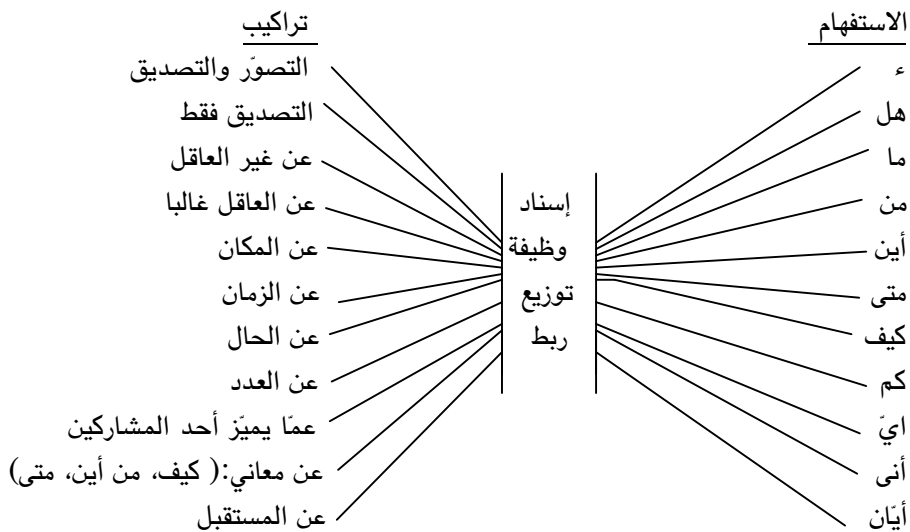 الاستفهام تراكيب
ء التصوّر والتصديق
هل التصديق فقط
ما عن غير العاقل
من إسناد عن العاقل غالبا
أين وظيفة عن المكان
متى توزيع عن الزمان
كيف ربط عن الحال
كم عن العدد
ايّ عمّا يميّز أحد المشاركين
أنى عن معاني:( كيف، من أين، متى)
أيّان عن المستقبل